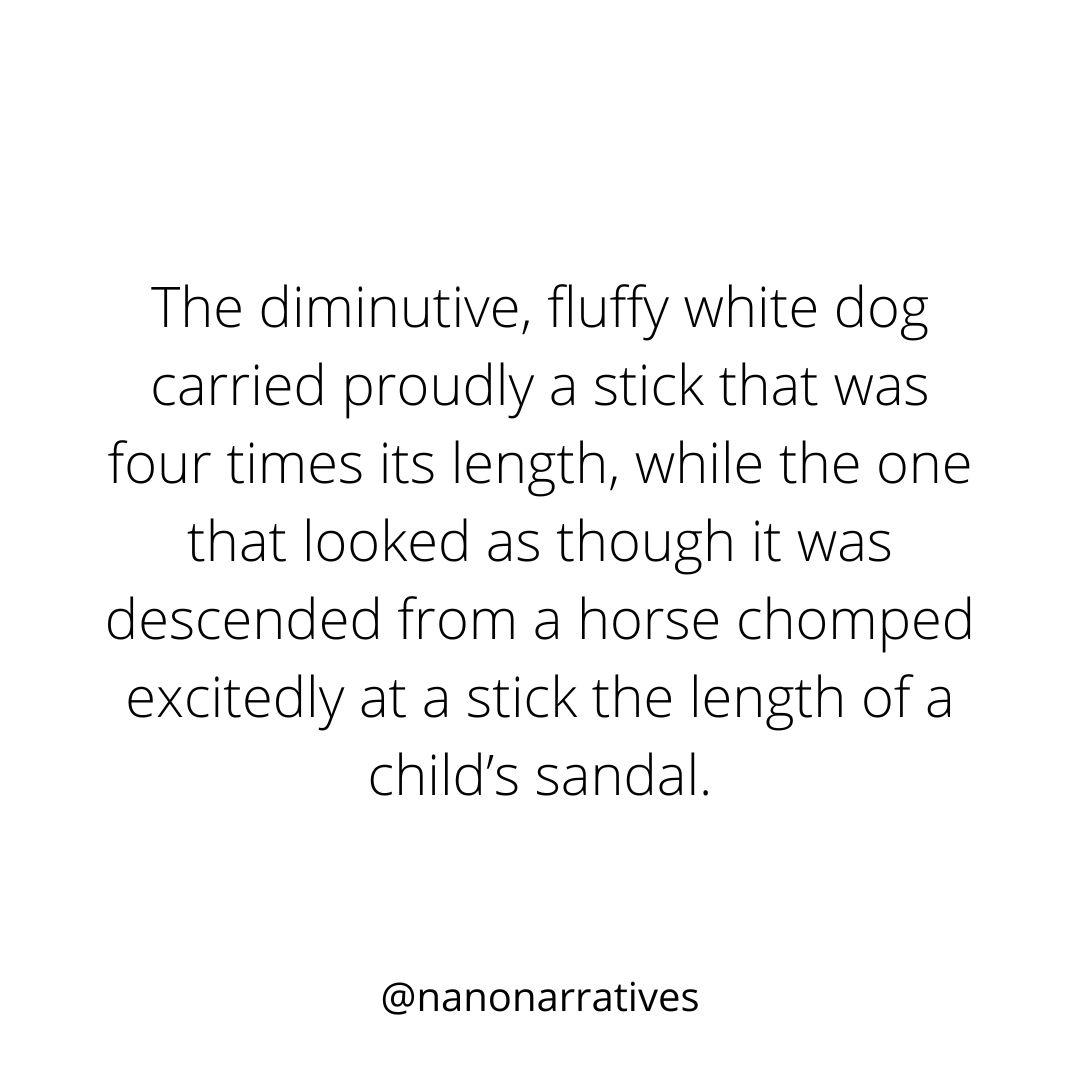 The diminutive, fluffy white dog
carried proudly a stick that was
four times its length, while the one
that looked as though it was
descended from a horse chomped
excitedly at a stick the length of a
child’s sandal.
@nanonarratives